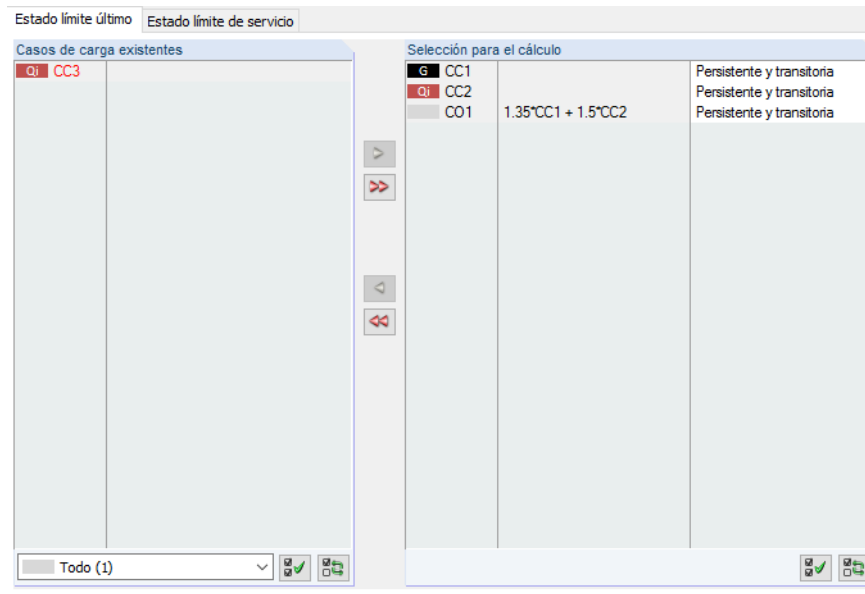 Estado límite último Estado límite de servicio
Casos de carga existentes Selección para el cálculo
Qi CC3 G CC1 Persistente y transitoria
Qi CC2 Persistente y transitoria
CO1 1.35*CC1 + 1.5*CC2 Persistente y transitoria
Todo (1)